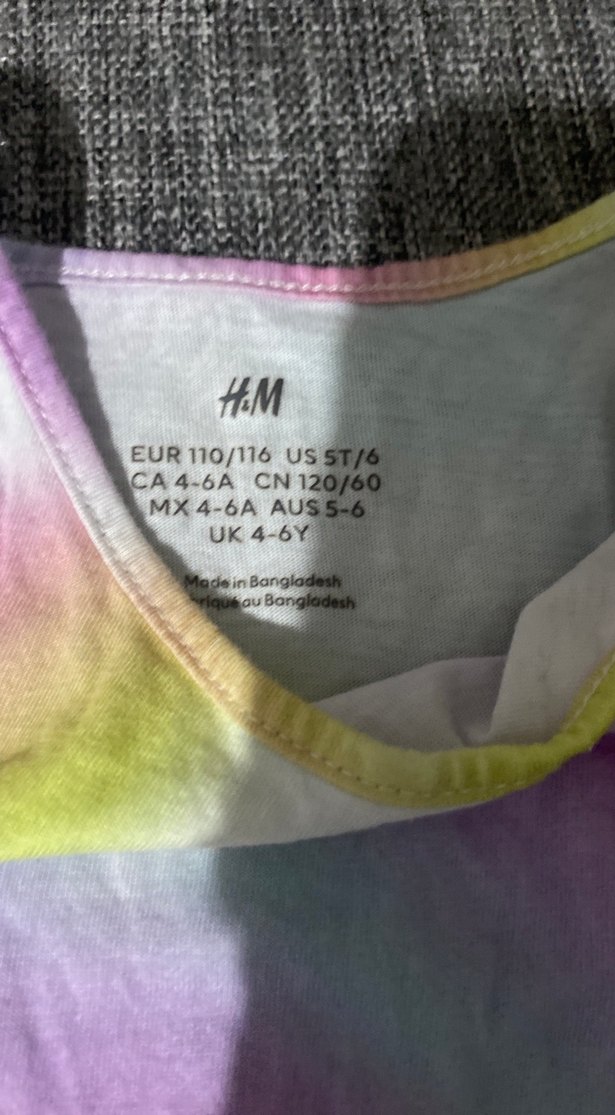 H&M
EUR 110/116 US 5T/6
CA 4-6A CN 120/60
MX 4-6A AUS 5-6
UK 4-6Y
Made in Bangladesh
au Bangladesh